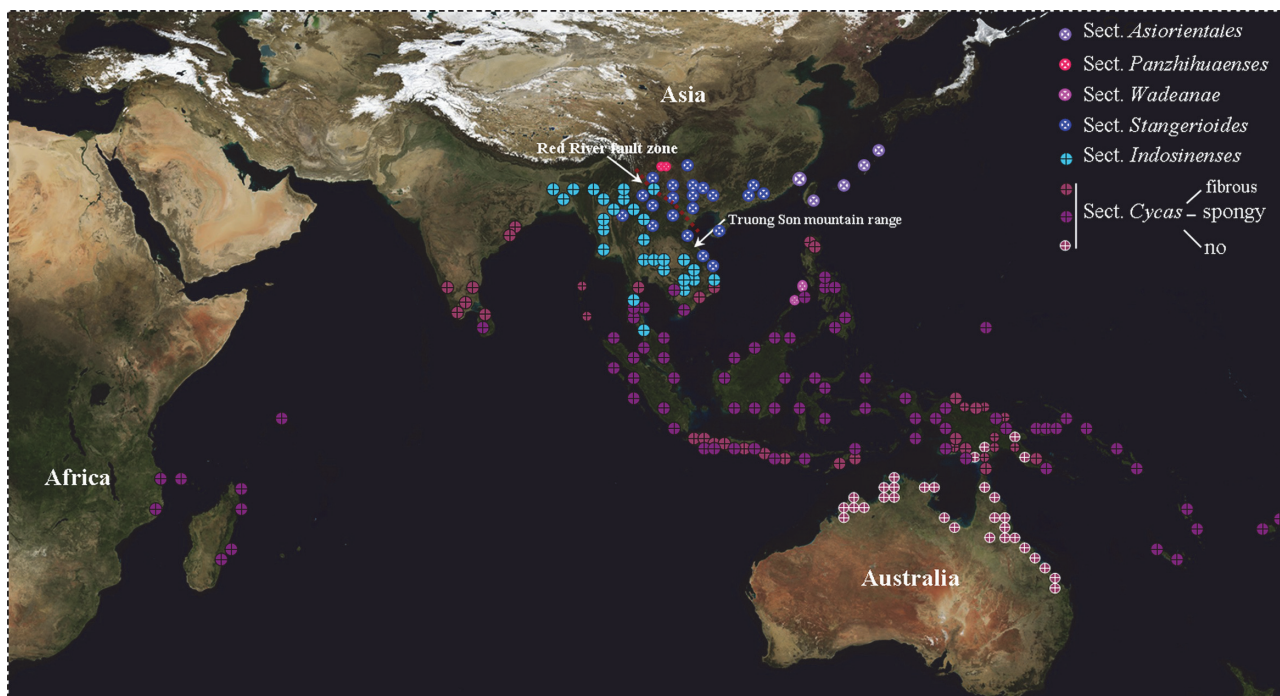 Sect. Asiorientales
Sect. Panzhihuaenses
Sect. Wadeanae
Sect. Stangerioides
Sect. Indosinenses
fibrous
Sect. Cycas spongy
no
Asia
Red River fault zone
Truong Son mountain range
Africa
Australia